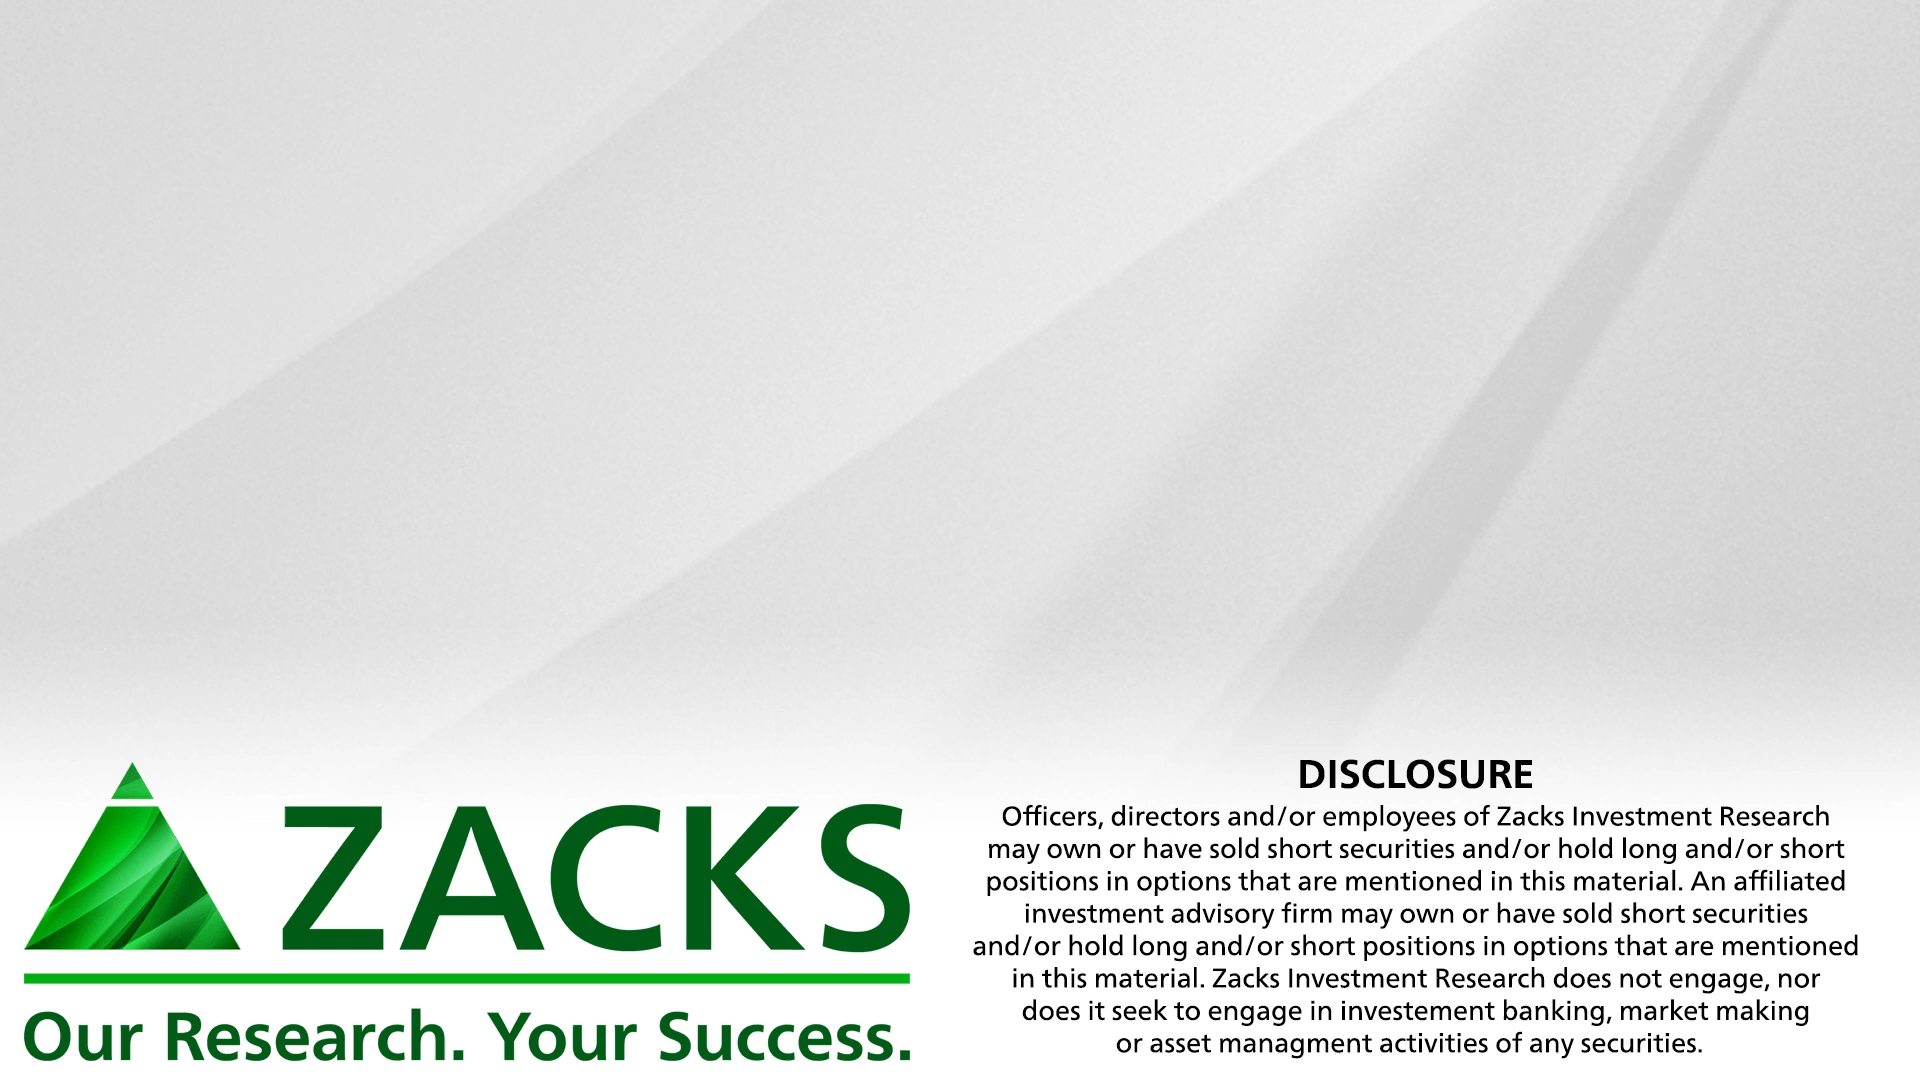 ZACKS
Our Research. Your Success.
DISCLOSURE
Officers, directors and/or employees of Zacks Investment Research
may own or have sold short securities and/or hold long and/or short
positions in options that are mentioned in this material. An affiliated
investment advisory firm may own or have sold short securities
and/or hold long and/or short positions in options that are mentioned
in this material. Zacks Investment Research does not engage, nor
does it seek to engage in investement banking, market making
or asset managment activities of any securities.